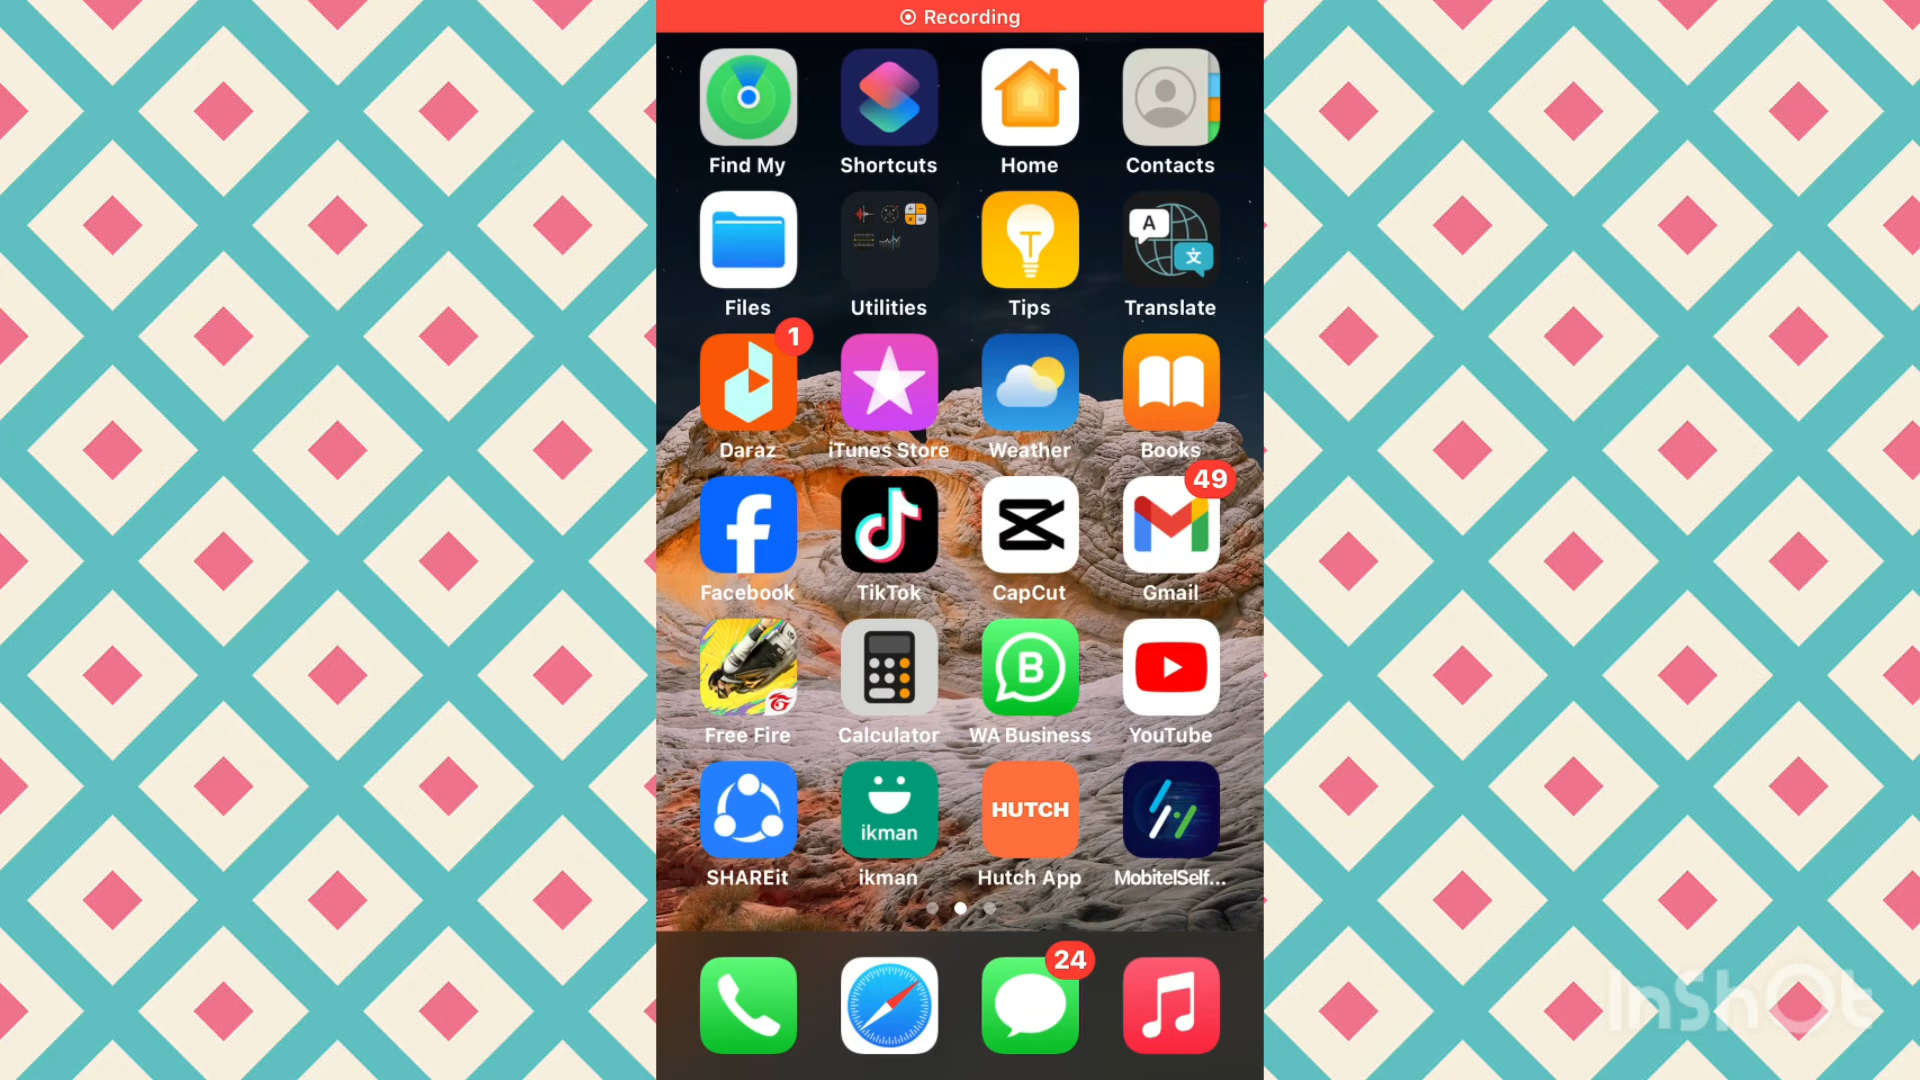 Recording
Find My
Shortcuts
Home
Contacts
A
文
Files
Utilities
Tips
Translate
1
Daraz
iTunes Store
Weather
Books
49
Facebook
TikTok
CapCut
Gmail
B
Free Fire
Calculator
WA Business
YouTube
ikman
HUTCH
SHAREit
ikman
Hutch App
MobitelSelf...
24
InShOt